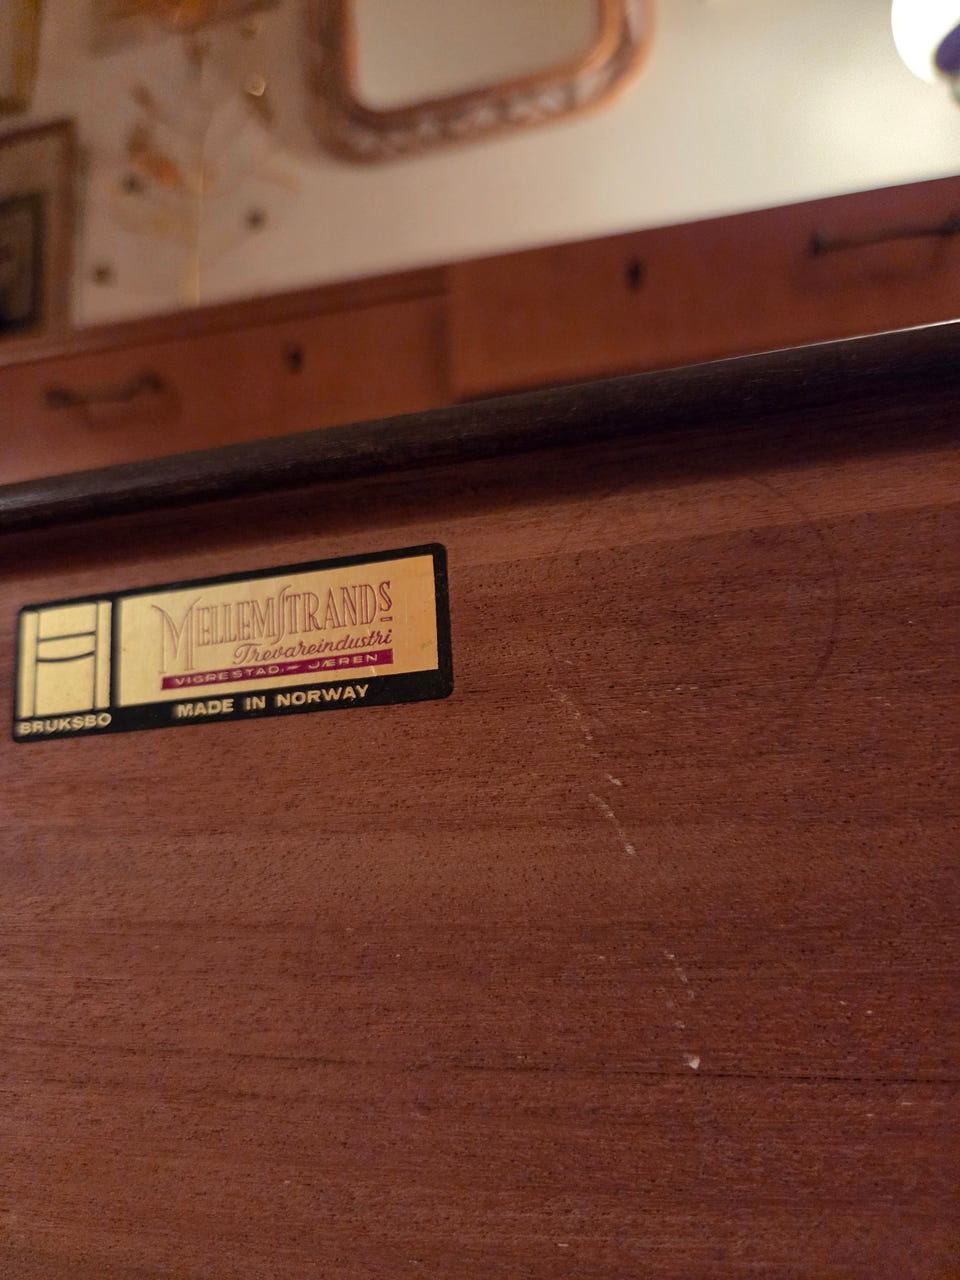 MELLEMSTRANDS
Trevareindustri
VIGRESTAD - JÆREN
MADE IN NORWAY
BRUKSBO